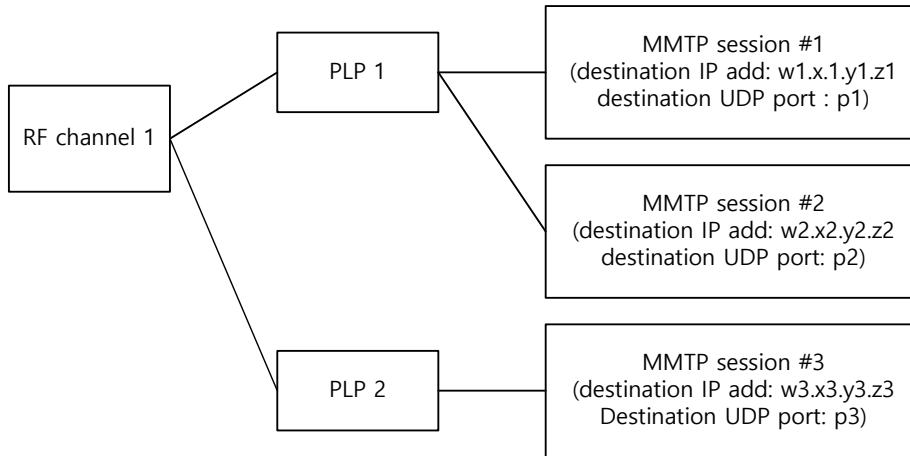 RF channel 1
PLP 1
MMTP session #1
(destination IP add: w1.x.1.y1.z1
destination UDP port : p1)
MMTP session #2
(destination IP add: w2.x2.y2.z2
destination UDP port: p2)
PLP 2
MMTP session #3
(destination IP add: w3.x3.y3.z3
Destination UDP port: p3)